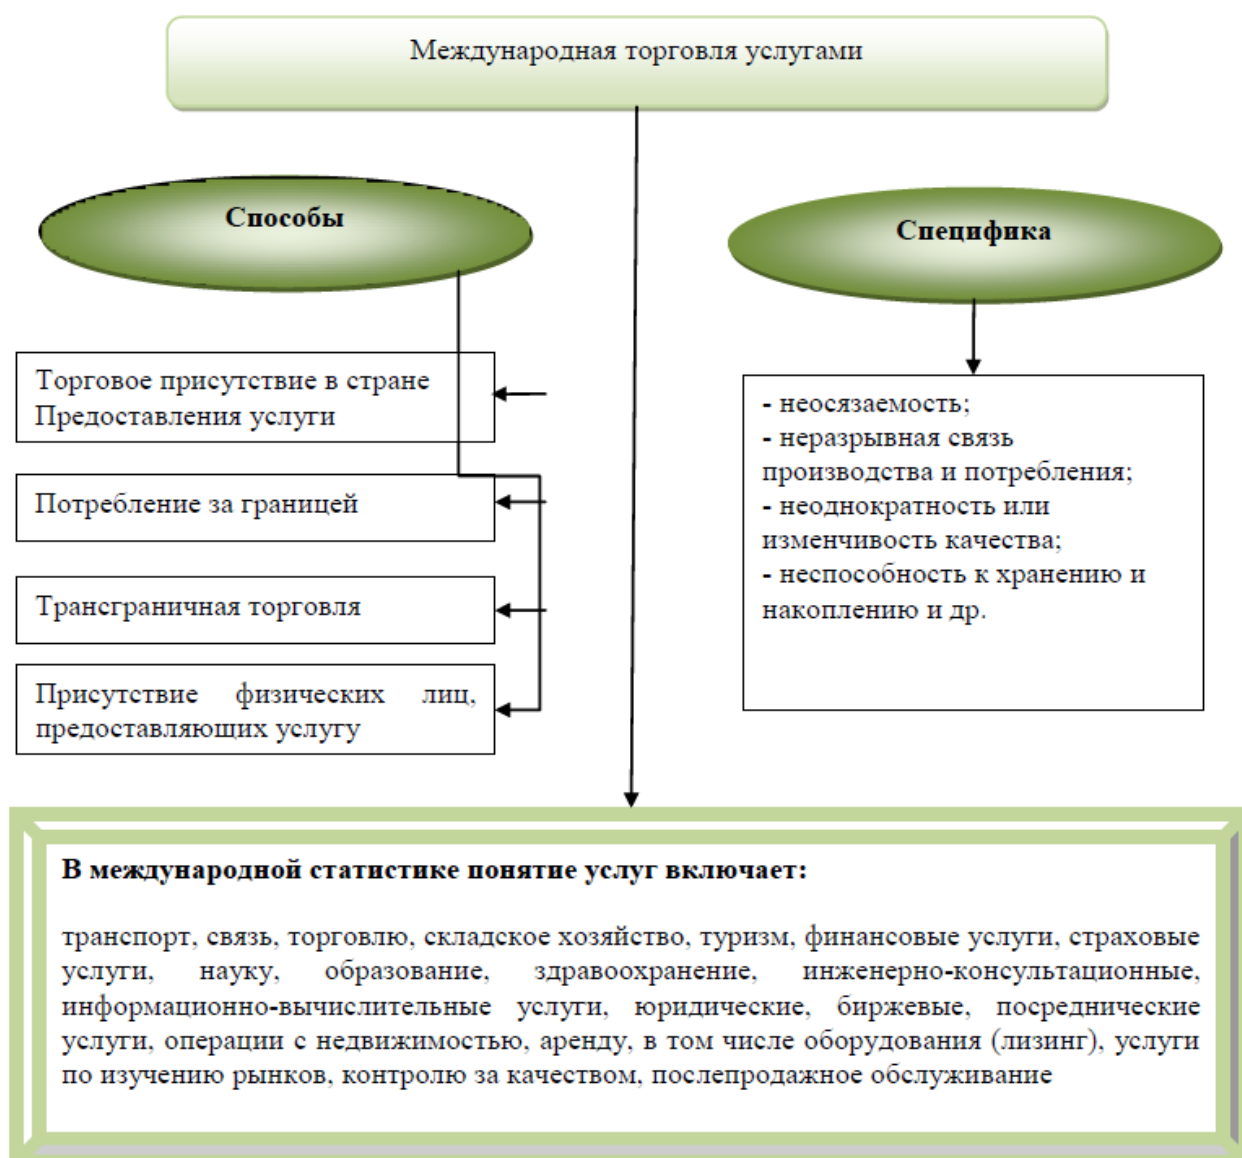 Международная торговля услугами
Способы
Специфика
Торговое присутствие в стране
Предоставления услуги
Потребление за границей
Трансграничная торговля
Присутствие физических лиц,
предоставляющих услугу
- неосязаемость;
- неразрывная связь
производства и потребления;
- неоднократность или
изменчивость качества;
- неспособность к хранению и
накоплению и др.
В международной статистике понятие услуг включает:
транспорт, связь, торговлю, складское хозяйство, туризм, финансовые услуги, страховые
услуги, науку, образование, здравоохранение, инженерно-консультационные,
информационно-вычислительные услуги, юридические, биржевые, посреднические
услуги, операции с недвижимостью, аренду, в том числе оборудования (лизинг), услуги
по изучению рынков, контролю за качеством, послепродажное обслуживание